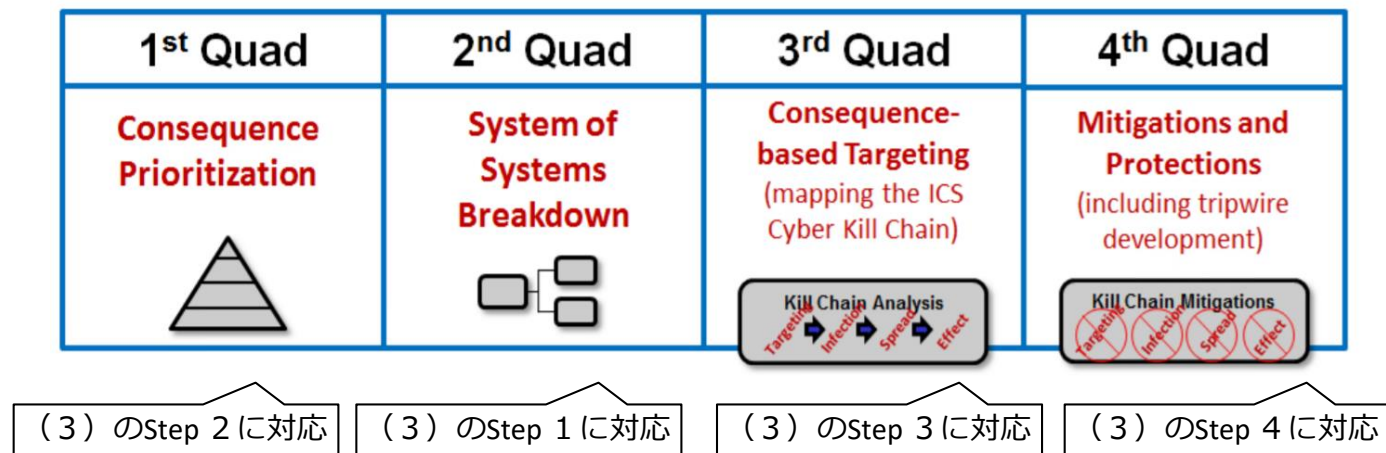 1st Quad
2nd Quad
3rd Quad
4th Quad
Consequence
Prioritization
System of
Systems
Breakdown
Consequence-
based Targeting
(mapping the ICS
Cyber Kill Chain)
Kill Chain Analysis
Targeting
Infection
Spread
Effect
Mitigations and
Protections
(including tripwire
development)
Kill Chain Mitigations
Targeting
Infection
Spread
Effect
(3)のStep 2に対応
(3)のStep 1に対応
(3)のStep 3に対応
(3)のStep 4に対応